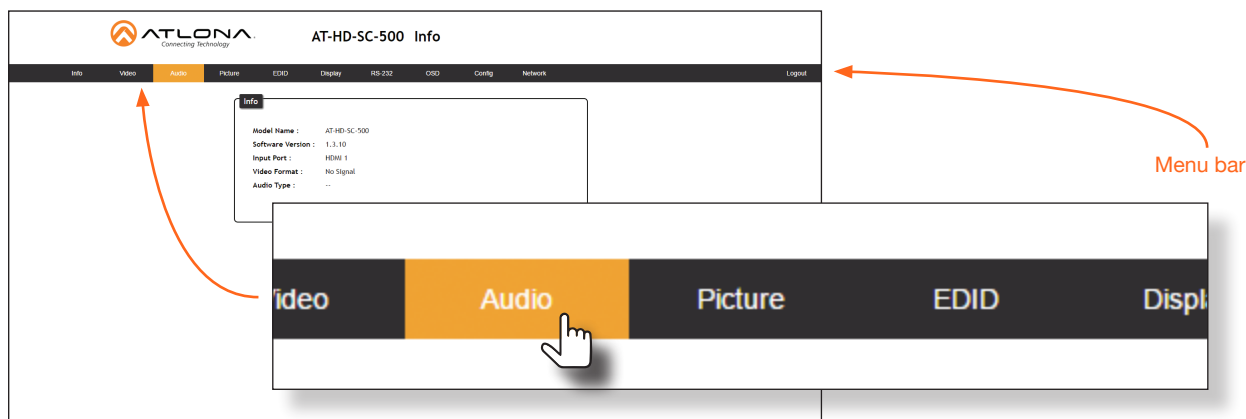 ATLONA.
Connecting Technology
AT-HD-SC-500 Info
Info Video Audio Picture EDID Display RS-232 OSD Config Network Logout
Info
Model Name : AT-HD-SC-500
Software Version : 1.3.10
Input Port : HDMI 1
Video Format : No Signal
Audio Type : --
Menu bar
ideo Audio Picture EDID Displ